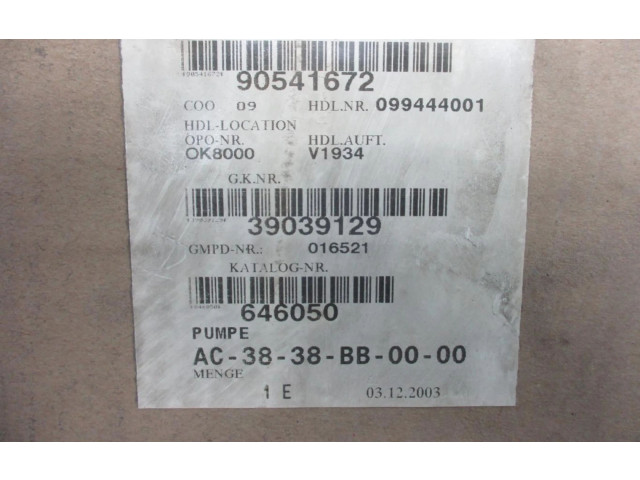 90541672
COO 09 HDL.NR. 099444001
HDL-LOCATION
OPO-NR. HDL.AUFT.
OK8000 V1934
G.K.NR.
39039129
GMPD-NR.: 016521
KATALOG-NR.
646050
PUMPE
AC-38-38-BB-00-00
MENGE
1 E 03.12.2003